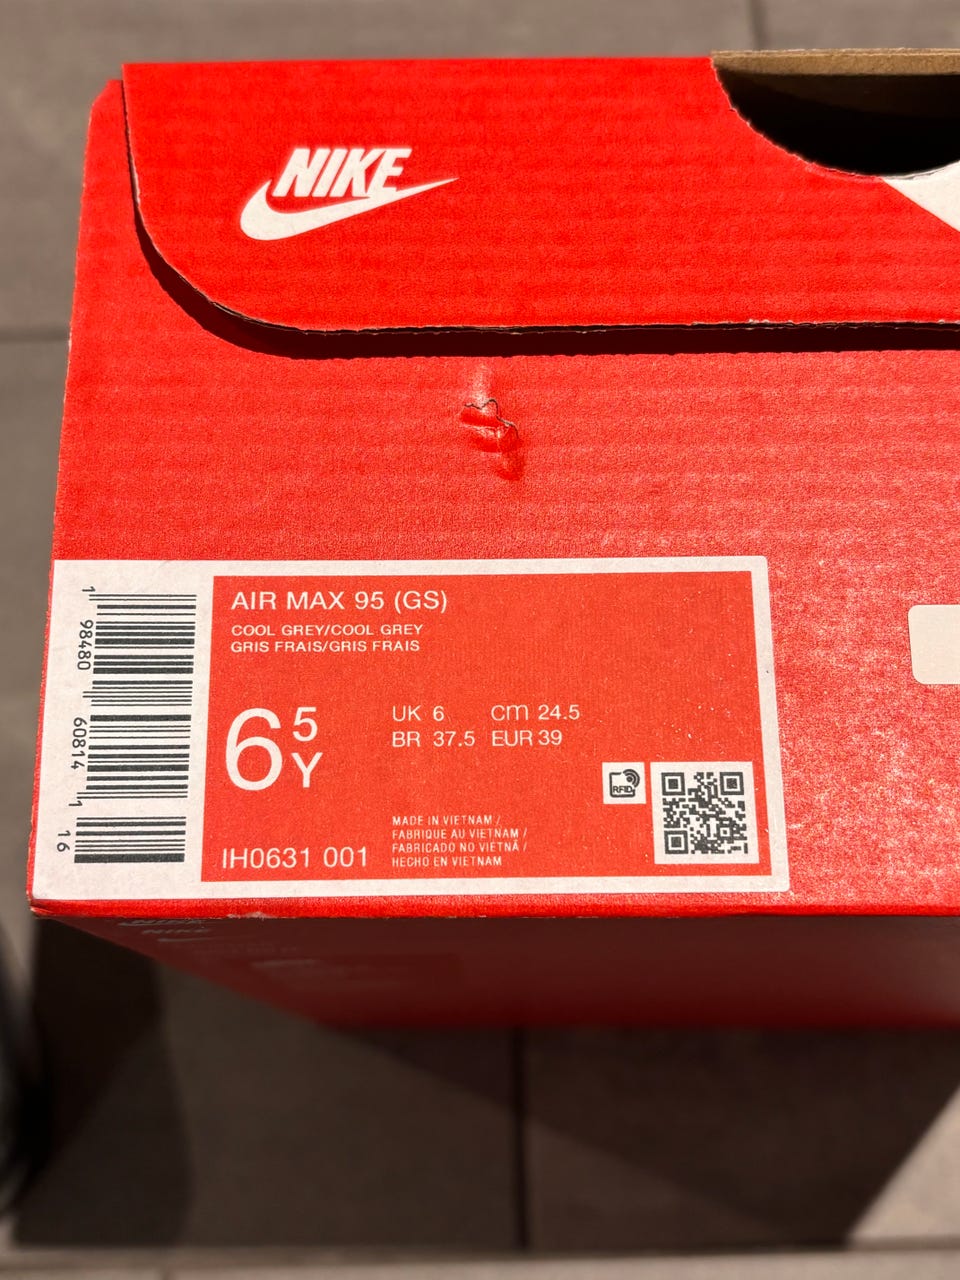 NIKE
AIR MAX 95 (GS)
COOL GREY/COOL GREY
GRIS FRAIS/GRIS FRAIS
6 5 Y
UK 6 cm 24.5
BR 37.5 EUR 39
RFID
MADE IN VIETNAM /
FABRIQUE AU VIETNAM /
FABRICADO NO VIETNÃ /
HECHO EN VIETNAM
IH0631 001
1 98480 60814 1 16
NIKE